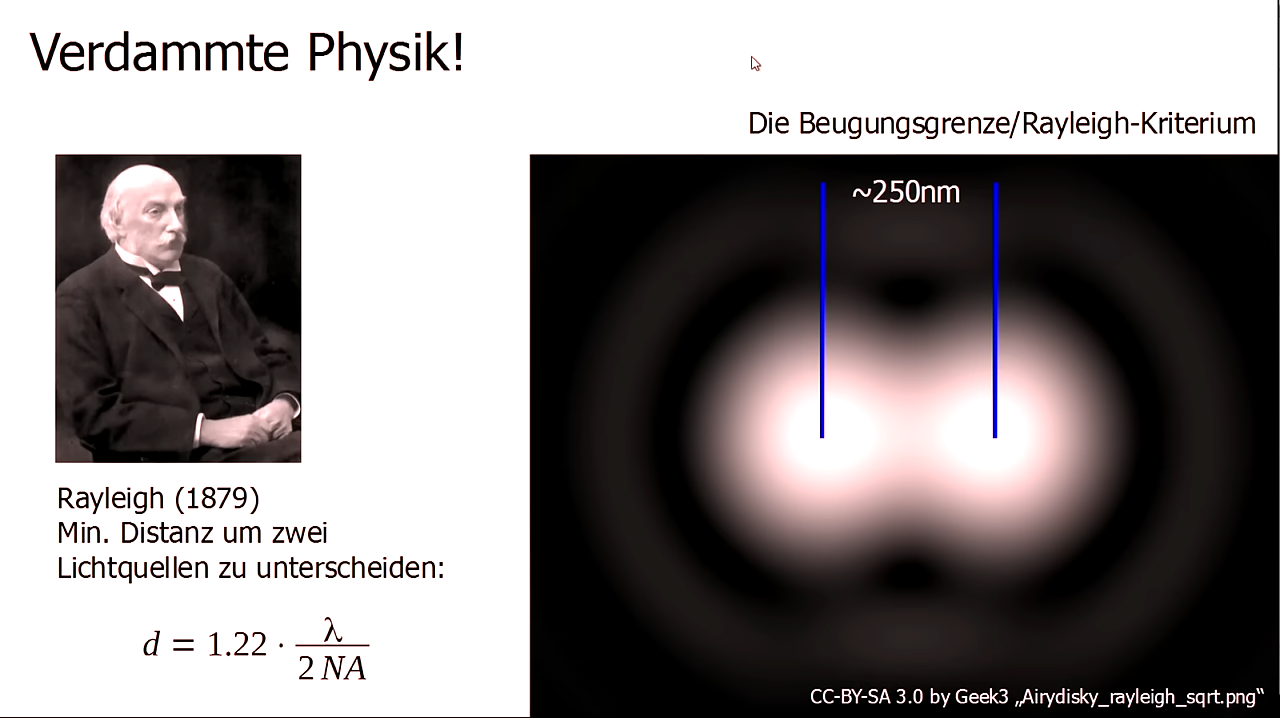 Verdammte Physik!
Die Beugungsgrenze/Rayleigh-Kriterium
~250nm
Rayleigh (1879)
Min. Distanz um zwei
Lichtquellen zu unterscheiden:
d = 1.22 · λ / 2 NA
CC-BY-SA 3.0 by Geek3 „Airydisky_rayleigh_sqrt.png“